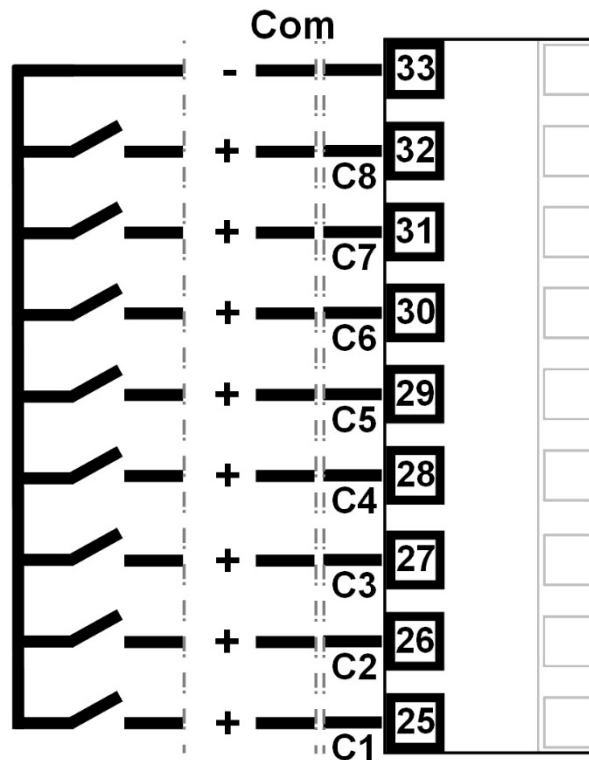 Com
- 33
+ 32
C8
+ 31
C7
+ 30
C6
+ 29
C5
+ 28
C4
+ 27
C3
+ 26
C2
+ 25
C1